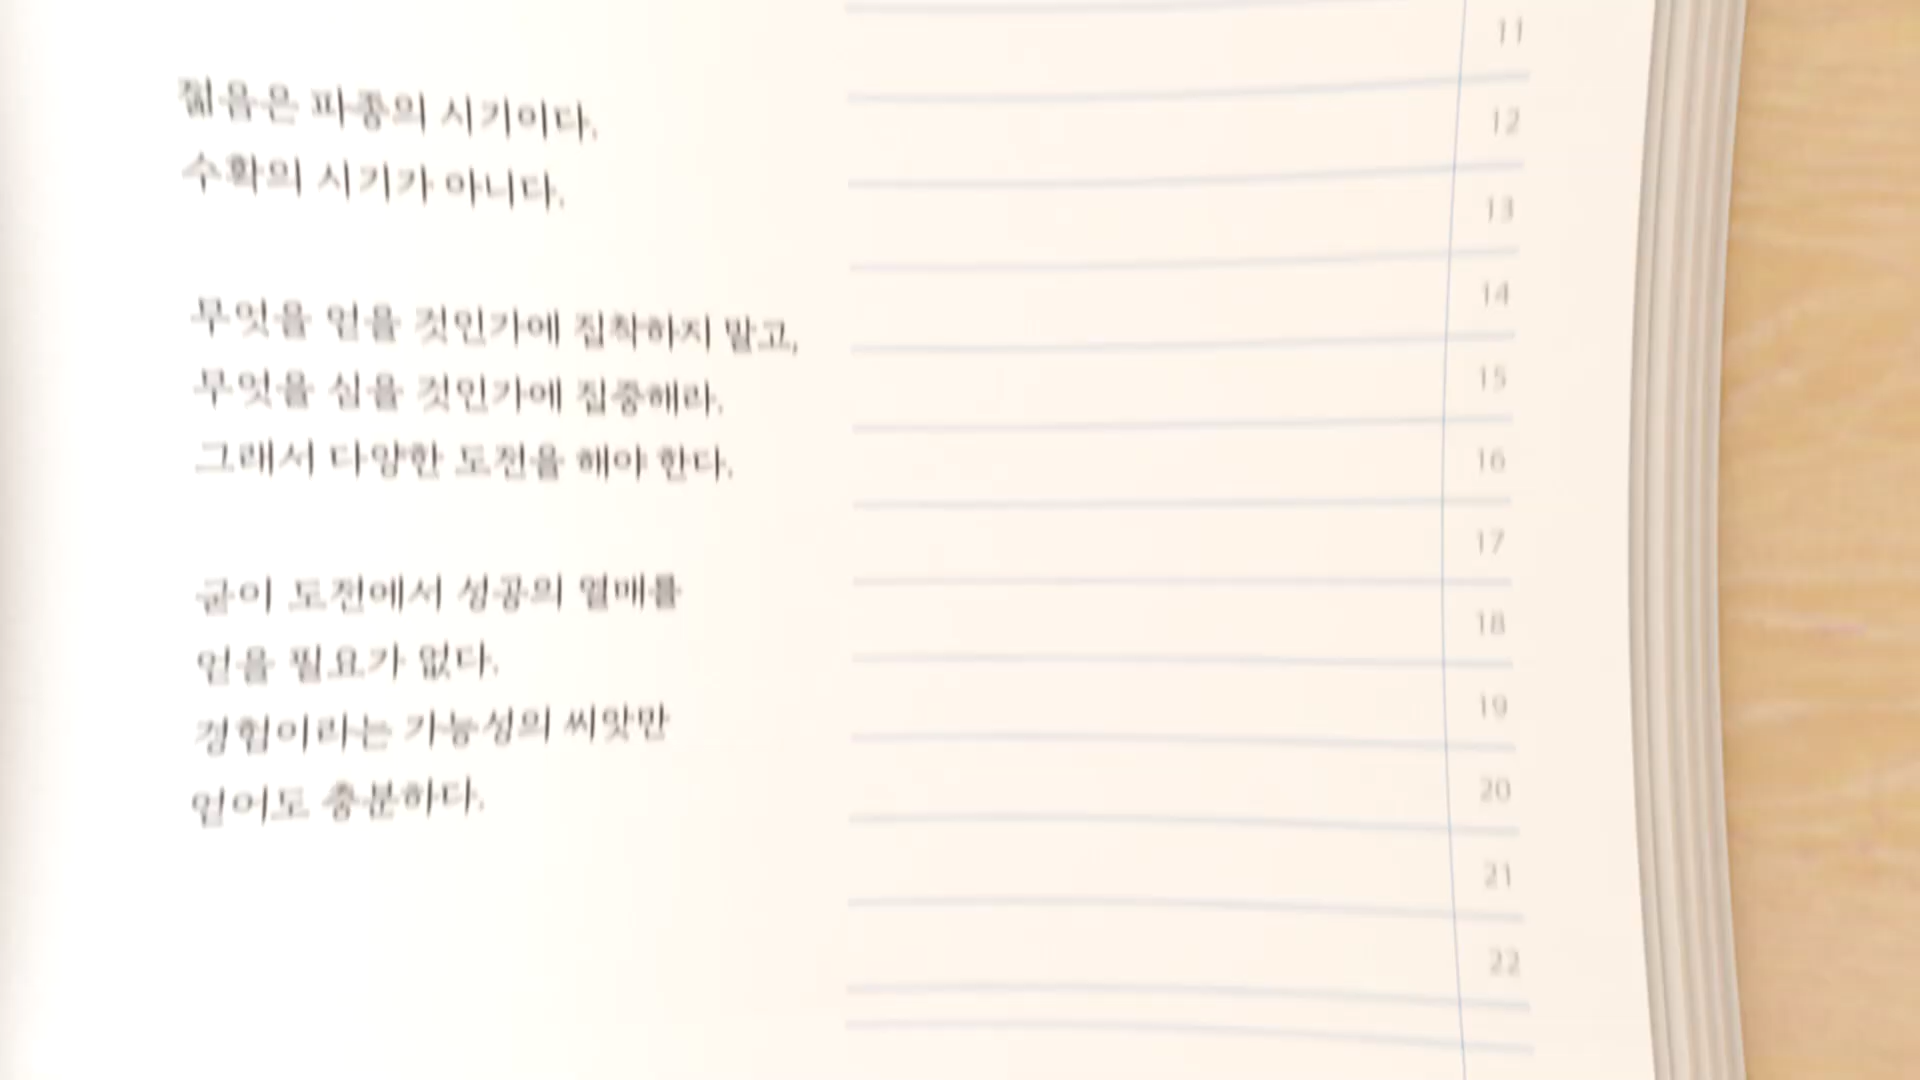 젊음은 파종의 시기이다.
수확의 시기가 아니다.
무엇을 얻을 것인가에 집착하지 말고,
무엇을 심을 것인가에 집중해라.
그래서 다양한 도전을 해야 한다.
굳이 도전에서 성공의 열매를
얻을 필요가 없다.
경험이라는 가능성의 씨앗만
얻어도 충분하다.
11
12
13
14
15
16
17
18
19
20
21
22